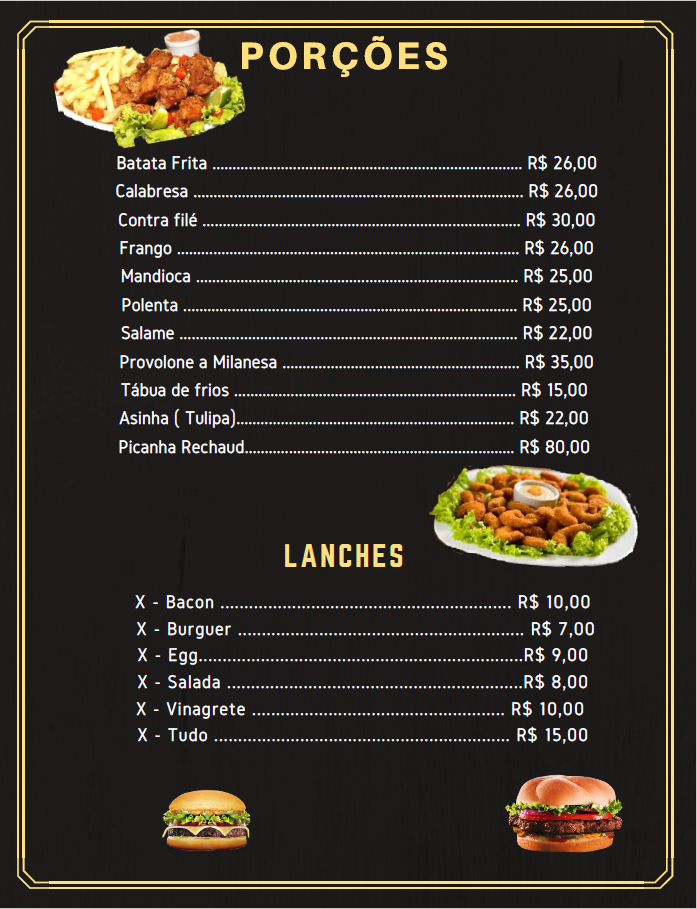 PORÇÕES
Batata Frita ........................ R$ 26,00
Calabresa ........................ R$ 26,00
Contra filé ........................ R$ 30,00
Frango ........................ R$ 26,00
Mandioca ........................ R$ 25,00
Polenta ........................ R$ 25,00
Salame ........................ R$ 22,00
Provolone a Milanesa ........................ R$ 35,00
Tábua de frios ........................ R$ 15,00
Asinha ( Tulipa)........................ R$ 22,00
Picanha Rechaud........................ R$ 80,00
LANCHES
X - Bacon ........................ R$ 10,00
X - Burguer ........................ R$ 7,00
X - Egg........................R$ 9,00
X - Salada ........................R$ 8,00
X - Vinagrete ........................ R$ 10,00
X - Tudo ........................ R$ 15,00